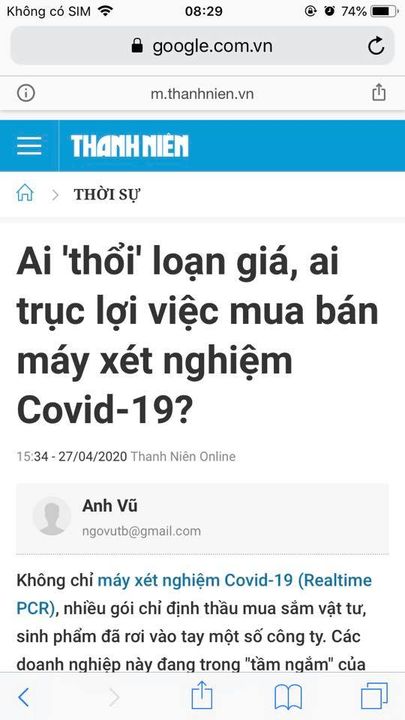 Không có SIM 08:29 74%
google.com.vn
m.thanhnien.vn
THANH NIÊN
THỜI SỰ
Ai 'thổi' loạn giá, ai
trục lợi việc mua bán
máy xét nghiệm
Covid-19?
15:34 - 27/04/2020 Thanh Niên Online
Anh Vũ
ngovutb@gmail.com
Không chỉ máy xét nghiệm Covid-19 (Realtime
PCR), nhiều gói chỉ định thầu mua sắm vật tư,
sinh phẩm đã rơi vào tay một số công ty. Các
doanh nghiệp này đang trong "tầm ngắm" của